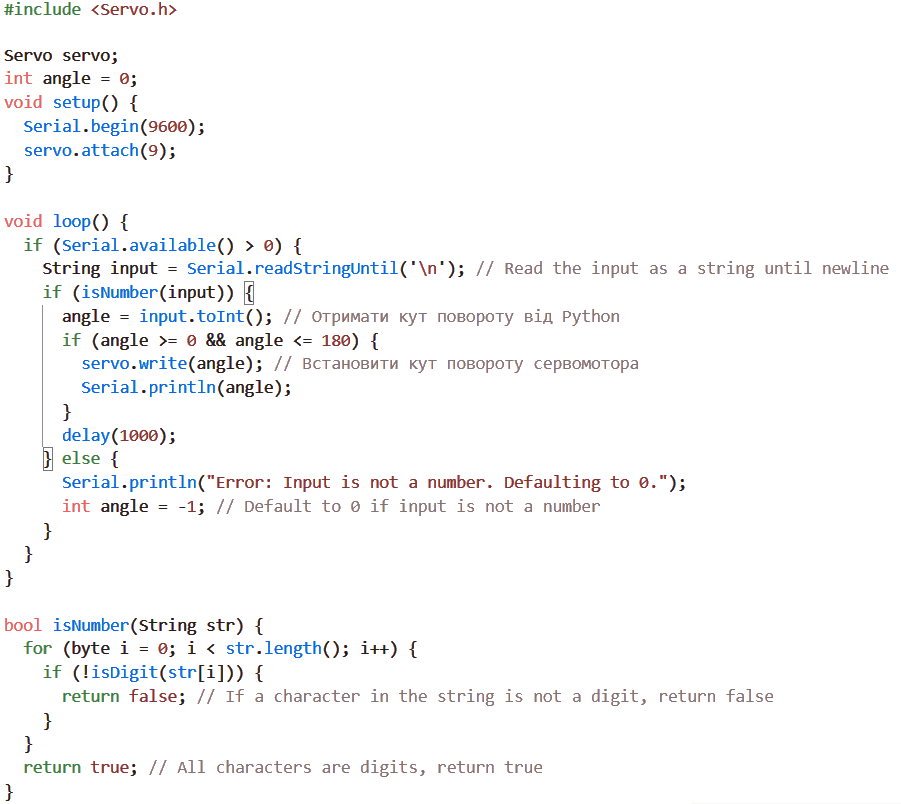 #include <Servo.h>

Servo servo;
int angle = 0;
void setup() {
  Serial.begin(9600);
  servo.attach(9);
}

void loop() {
  if (Serial.available() > 0) {
    String input = Serial.readStringUntil('\n'); // Read the input as a string until newline
    if (isNumber(input)) {
      angle = input.toInt(); // Отримати кут повороту від Python
      if (angle >= 0 && angle <= 180) {
        servo.write(angle); // Встановити кут повороту сервомотора
        Serial.println(angle);
      }
      delay(1000);
    } else {
      Serial.println("Error: Input is not a number. Defaulting to 0.");
      int angle = -1; // Default to 0 if input is not a number
    }
  }
}

bool isNumber(String str) {
  for (byte i = 0; i < str.length(); i++) {
    if (!isDigit(str[i])) {
      return false; // If a character in the string is not a digit, return false
    }
  }
  return true; // All characters are digits, return true
}